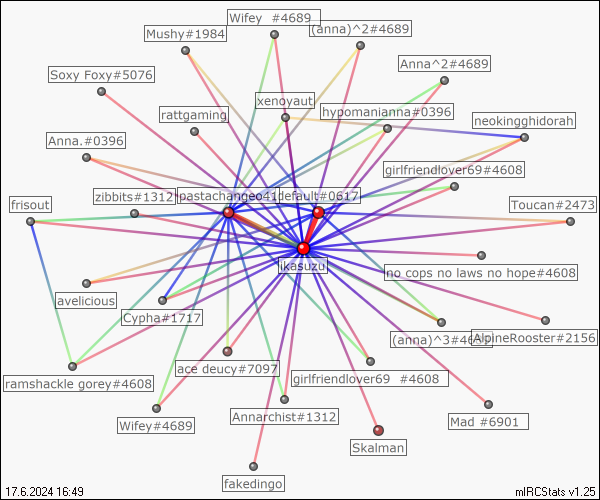 Wifey #4689
Mushy#1984
(anna)^2#4689
Anna^2#4689
Soxy Foxy#5076
xenoyaut
rattgaming
hypomanianna#0396
neokingghidorah
Anna.#0396
girlfriendlover69#4608
zibbits#1312
pastachangeo41
default#0617
frisout
Toucan#2473
ikasuzu
no cops no laws no hope#4608
avelicious
Cypha#1717
(anna)^3#4
AlpineRooster#2156
ace deucy#7097
ramshackle gorey#4608
girlfriendlover69 #4608
Annarchist#1312
Wifey#4689
Mad #6901
Skalman
fakedingo
17.6.2024 16:49
mIRCStats v1.25